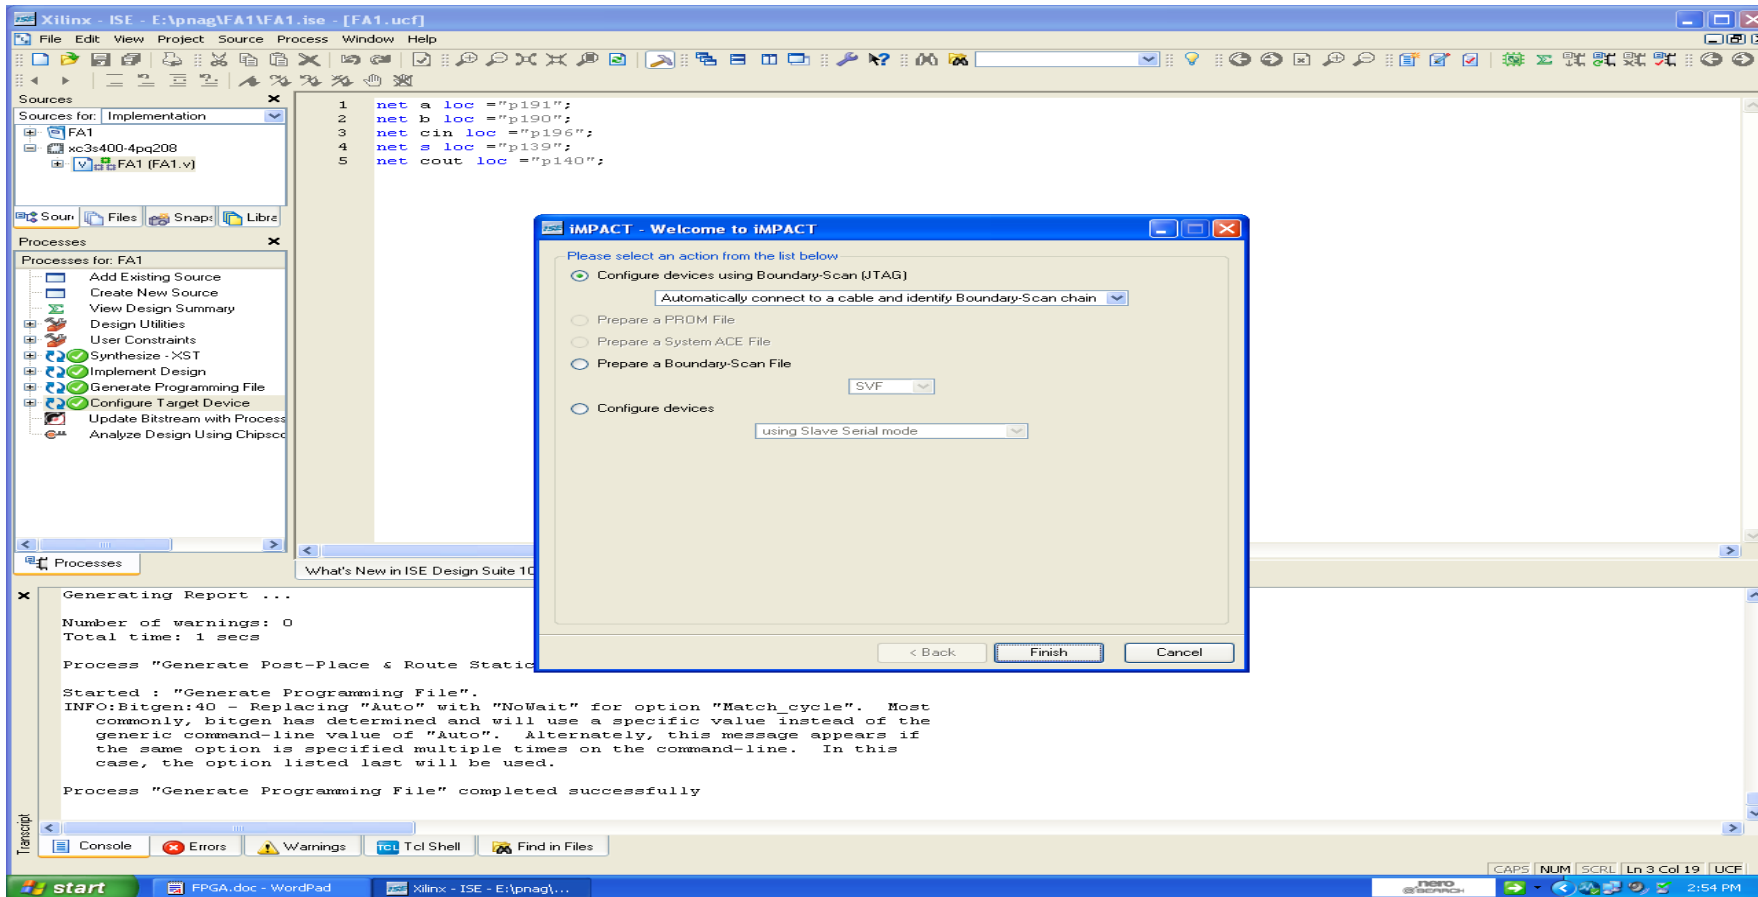 Xilinx - ISE - E:\pnag\FA1\FA1.ise - [FA1.ucf]
File Edit View Project Source Process Window Help
Sources
Sources for: Implementation
FA1
xc3s400-4pq208
FA1 (FA1.v)
Sour Files Snaps Libra
Processes
Processes for: FA1
Add Existing Source
Create New Source
View Design Summary
Design Utilities
User Constraints
Synthesize - XST
Implement Design
Generate Programming File
Configure Target Device
Update Bitstream with Process
Analyze Design Using Chipsco
Processes
1 net a loc ="p191";
2 net b loc ="p190";
3 net cin loc ="p196";
4 net s loc ="p139";
5 net cout loc ="p140";
What's New in ISE Design Suite 10
iMPACT - Welcome to iMPACT
Please select an action from the list below
Configure devices using Boundary-Scan (JTAG)
Automatically connect to a cable and identify Boundary-Scan chain
Prepare a PROM File
Prepare a System ACE File
Prepare a Boundary-Scan File
SVF
Configure devices
using Slave Serial mode
< Back Finish Cancel
Generating Report ...
Number of warnings: 0
Total time: 1 secs
Process "Generate Post-Place & Route Static
Started : "Generate Programming File".
INFO:Bitgen:40 - Replacing "Auto" with "NoWait" for option "Match_cycle". Most
commonly, bitgen has determined and will use a specific value instead of the
generic command-line value of "Auto". Alternately, this message appears if
the same option is specified multiple times on the command-line. In this
case, the option listed last will be used.
Process "Generate Programming File" completed successfully
Transcript
Console Errors Warnings TCL Tcl Shell Find in Files
CAPS NUM SCRL Ln 3 Col 19 UCF
start FPGA.doc - WordPad Xilinx - ISE - E:\pnag\... nero SEARCH 2:54 PM